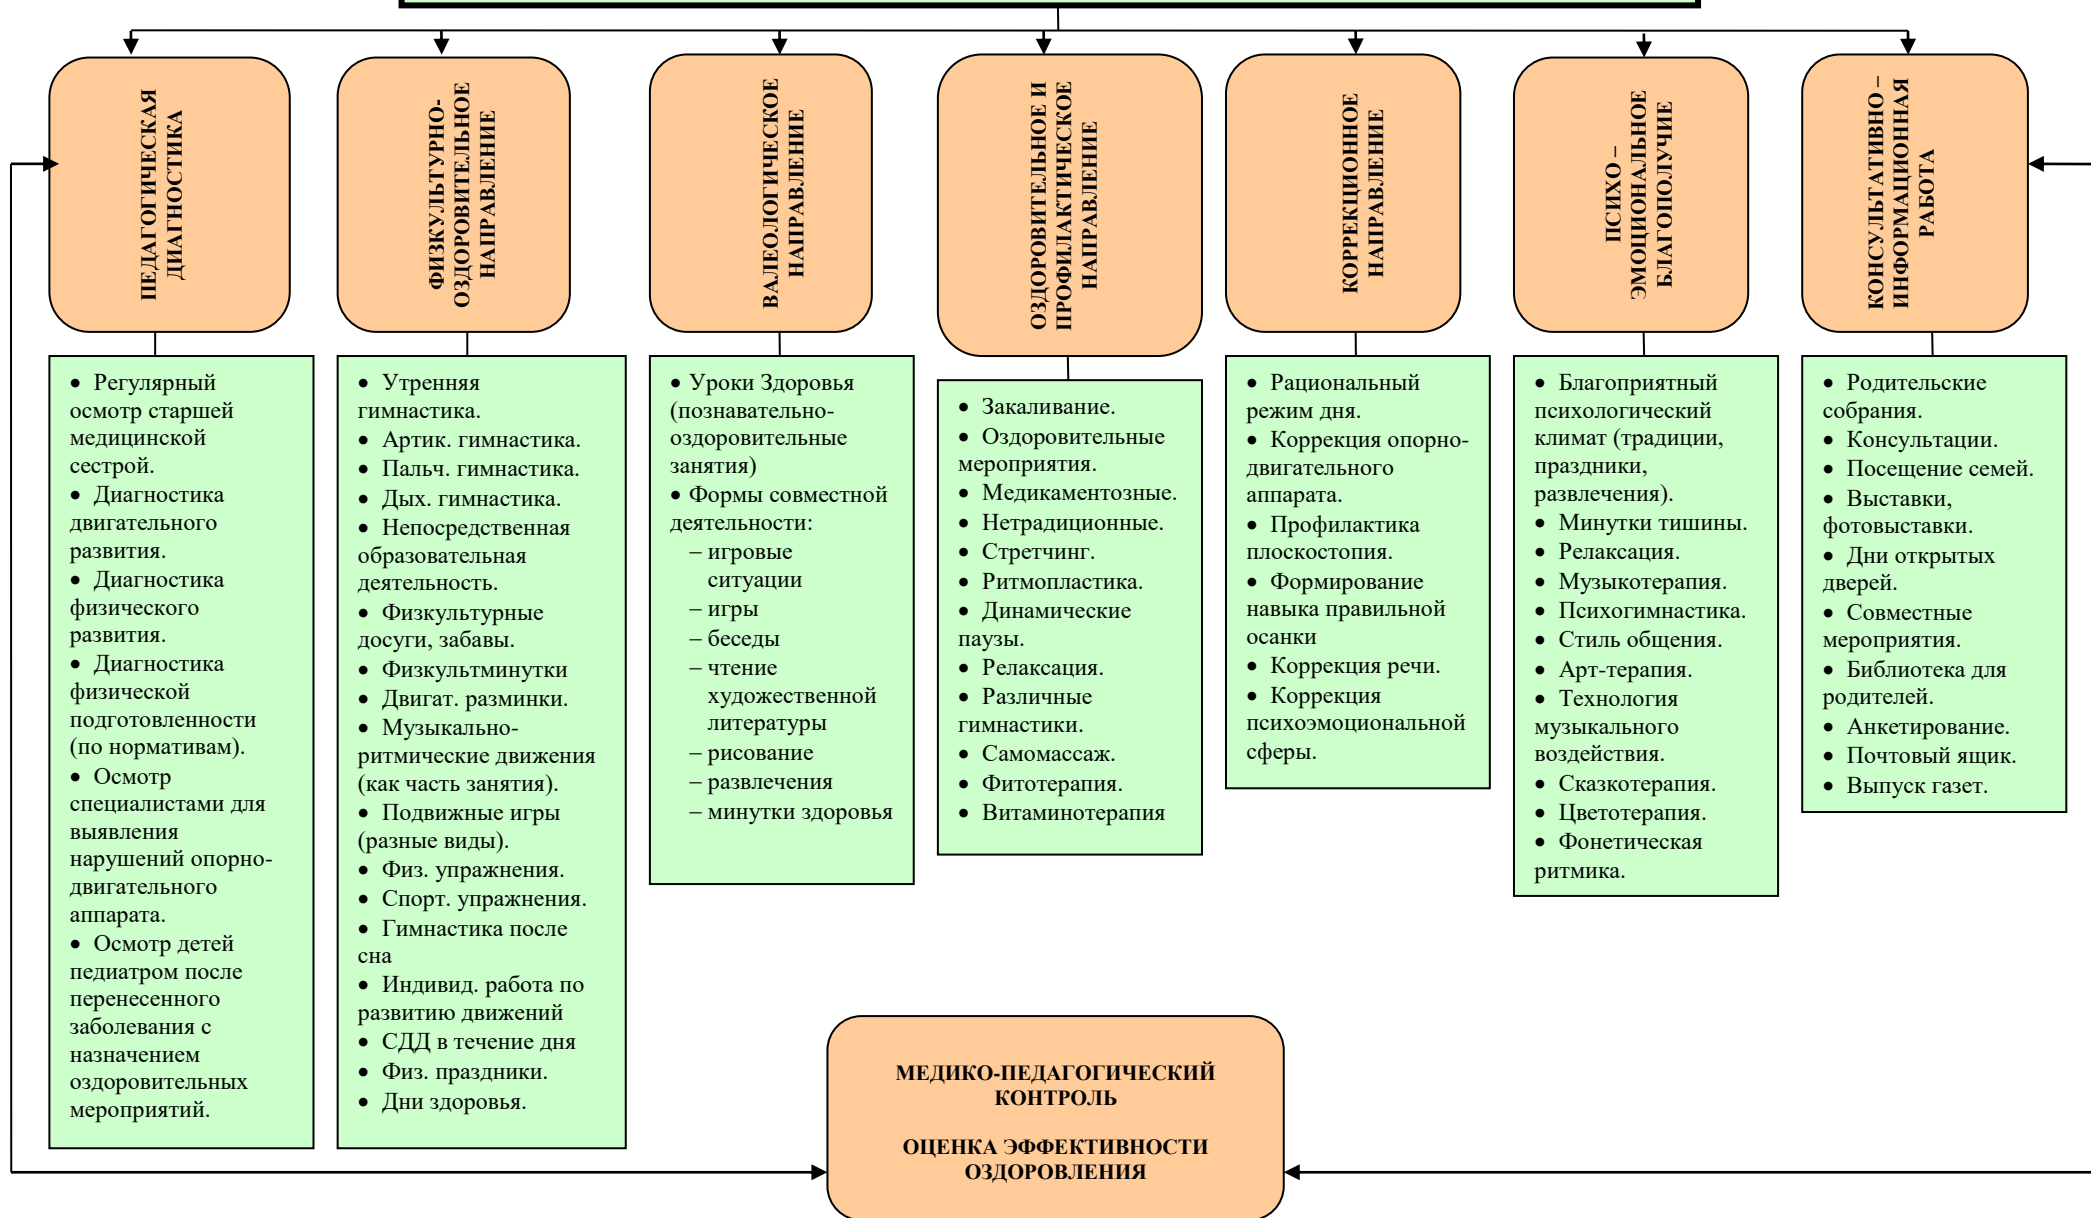 ПЕДАГОГИЧЕСКАЯ
ДИАГНОСТИКА
ФИЗКУЛЬТУРНО-
ОЗДОРОВИТЕЛЬНОЕ
НАПРАВЛЕНИЕ
ВАЛЕОЛОГИЧЕСКОЕ
НАПРАВЛЕНИЕ
ОЗДОРОВИТЕЛЬНОЕ И
ПРОФИЛАКТИЧЕСКОЕ
НАПРАВЛЕНИЕ
КОРРЕКЦИОННОЕ
НАПРАВЛЕНИЕ
ПСИХО –
ЭМОЦИОНАЛЬНОЕ
БЛАГОПОЛУЧИЕ
КОНСУЛЬТАТИВНО –
ИНФОРМАЦИОННАЯ
РАБОТА
• Регулярный
осмотр старшей
медицинской
сестрой.
• Диагностика
двигательного
развития.
• Диагностика
физического
развития.
• Диагностика
физической
подготовленности
(по нормативам).
• Осмотр
специалистами для
выявления
нарушений опорно-
двигательного
аппарата.
• Осмотр детей
педиатром после
перенесенного
заболевания с
назначением
оздоровительных
мероприятий.
• Утренняя
гимнастика.
• Артик. гимнастика.
• Пальч. гимнастика.
• Дых. гимнастика.
• Непосредственная
образовательная
деятельность.
• Физкультурные
досуги, забавы.
• Физкультминутки
• Двигат. разминки.
• Музыкально-
ритмические движения
(как часть занятия).
• Подвижные игры
(разные виды).
• Физ. упражнения.
• Спорт. упражнения.
• Гимнастика после
сна
• Индивид. работа по
развитию движений
• СДД в течение дня
• Физ. праздники.
• Дни здоровья.
• Уроки Здоровья
(познавательно-
оздоровительные
занятия)
• Формы совместной
деятельности:
– игровые
ситуации
– игры
– беседы
– чтение
художественной
литературы
– рисование
– развлечения
– минутки здоровья
• Закаливание.
• Оздоровительные
мероприятия.
• Медикаментозные.
• Нетрадиционные.
• Стретчинг.
• Ритмопластика.
• Динамические
паузы.
• Релаксация.
• Различные
гимнастики.
• Самомассаж.
• Фитотерапия.
• Витаминотерапия
• Рациональный
режим дня.
• Коррекция опорно-
двигательного
аппарата.
• Профилактика
плоскостопия.
• Формирование
навыка правильной
осанки
• Коррекция речи.
• Коррекция
психоэмоциональной
сферы.
• Благоприятный
психологический
климат (традиции,
праздники,
развлечения).
• Минутки тишины.
• Релаксация.
• Музыкотерапия.
• Психогимнастика.
• Стиль общения.
• Арт-терапия.
• Технология
музыкального
воздействия.
• Сказкотерапия.
• Цветотерапия.
• Фонетическая
ритмика.
• Родительские
собрания.
• Консультации.
• Посещение семей.
• Выставки,
фотовыставки.
• Дни открытых
дверей.
• Совместные
мероприятия.
• Библиотека для
родителей.
• Анкетирование.
• Почтовый ящик.
• Выпуск газет.
МЕДИКО-ПЕДАГОГИЧЕСКИЙ
КОНТРОЛЬ
ОЦЕНКА ЭФФЕКТИВНОСТИ
ОЗДОРОВЛЕНИЯ